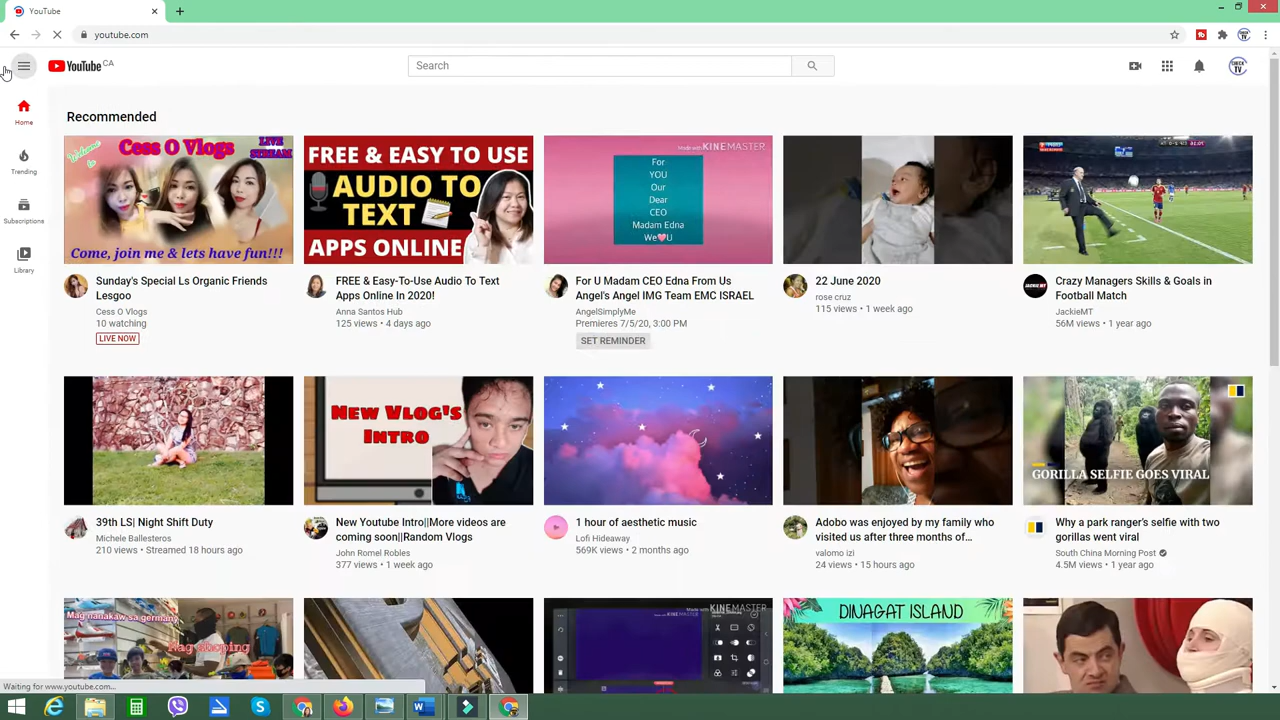 YouTube
youtube.com
YouTube CA
Search
CHECK TV
Home
Trending
Subscriptions
Library
Recommended
Welcome to
Cess O Vlogs
LIVE STREAM
Come, join me & lets have fun!!!
FREE & EASY TO USE
AUDIO TO
TEXT
APPS ONLINE
Made with KINEMASTER
For
YOU
Our
Dear
CEO
Madam Edna
We U
Sunday's Special Ls Organic Friends
Lesgoo
Cess O Vlogs
10 watching
LIVE NOW
FREE & Easy-To-Use Audio To Text
Apps Online In 2020!
Anna Santos Hub
125 views • 4 days ago
For U Madam CEO Edna From Us
Angel's Angel IMG Team EMC ISRAEL
AngelSimplyMe
Premieres 7/5/20, 3:00 PM
SET REMINDER
22 June 2020
rose cruz
115 views • 1 week ago
JACKIEMT
Crazy Managers Skills & Goals in
Football Match
JackieMT
56M views • 1 year ago
NEW VLOG'S
INTRO
GORILLA SELFIE GOES VIRAL
39th LS| Night Shift Duty
Michele Ballesteros
210 views • Streamed 18 hours ago
New Youtube Intro||More videos are
coming soon||Random Vlogs
John Romel Robles
377 views • 1 week ago
1 hour of aesthetic music
Lofi Hideaway
569K views • 2 months ago
Adobo was enjoyed by my family who
visited us after three months of...
valomo izi
24 views • 15 hours ago
Why a park ranger's selfie with two
gorillas went viral
South China Morning Post
4.5M views • 1 year ago
Mag nanakaw sa germany
Mag shoping
Made with KINEMASTER
DINAGAT ISLAND
Waiting for www.youtube.com...